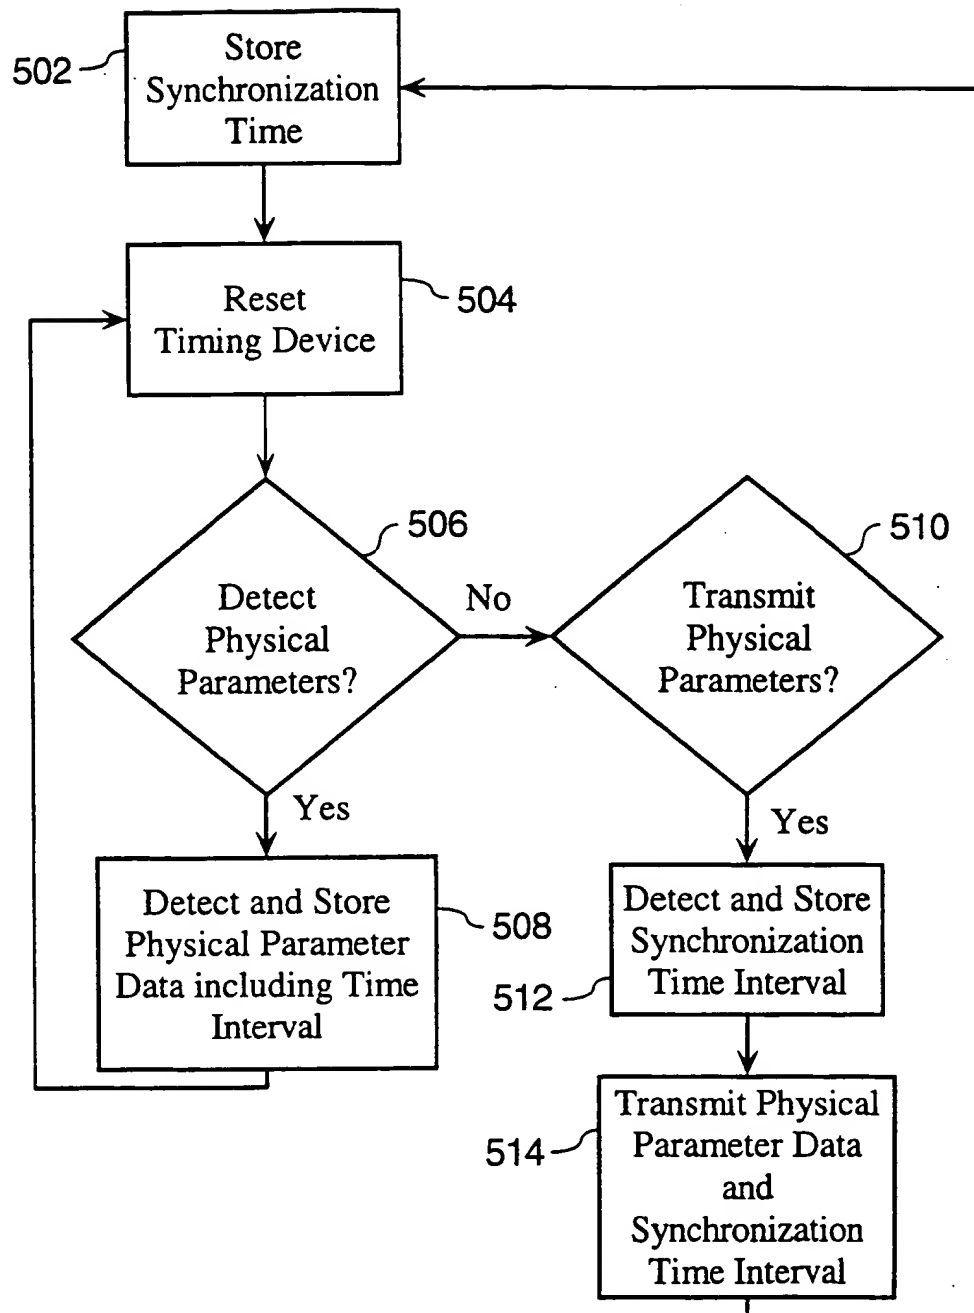 502
Store
Synchronization
Time
Reset
Timing Device
504
506
Detect
Physical
Parameters?
No
510
Transmit
Physical
Parameters?
Yes
Yes
Detect and Store
Physical Parameter
Data including Time
Interval
508
Detect and Store
Synchronization
Time Interval
512
Transmit Physical
Parameter Data
and
Synchronization
Time Interval
514